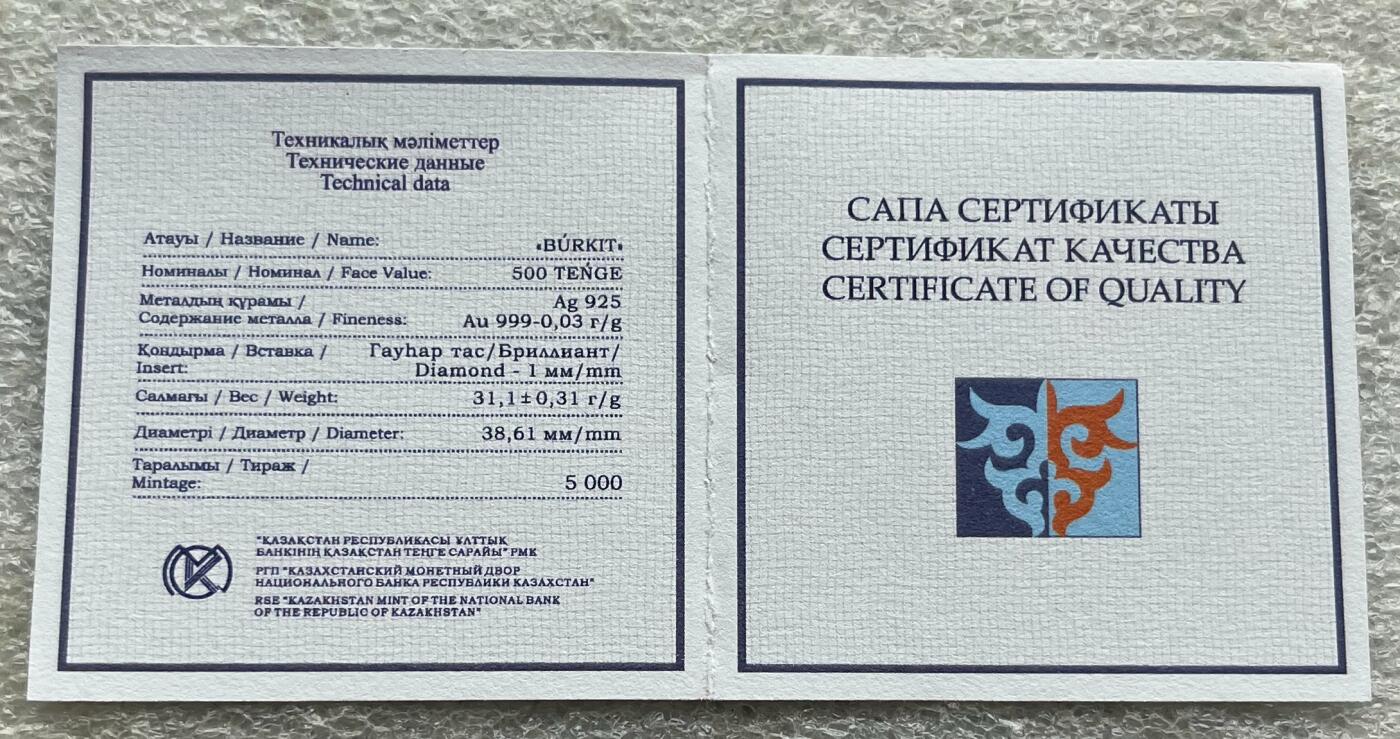 Техникалық мәліметтер
Технические данные
Technical data
Атауы / Название / Name: «BÚRKIT»
Номиналы / Номинал / Face Value: 500 TEŃGE
Металдың құрамы / Ag 925
Содержание металла / Fineness: Au 999-0,03 г/g
Қондырма / Вставка / Гауһар тас/Бриллиант/
Insert: Diamond - 1 мм/mm
Салмағы / Вес / Weight: 31,1±0,31 г/g
Диаметрі / Диаметр / Diameter: 38,61 мм/mm
Таралымы / Тираж /
Mintage: 5 000
"ҚАЗАҚСТАН РЕСПУБЛИКАСЫ ҰЛТТЫҚ
БАНКІНІҢ ҚАЗАҚСТАН ТЕҢГЕ САРАЙЫ" РМК
РГП "КАЗАХСТАНСКИЙ МОНЕТНЫЙ ДВОР
НАЦИОНАЛЬНОГО БАНКА РЕСПУБЛИКИ КАЗАХСТАН"
RSE "KAZAKHSTAN MINT OF THE NATIONAL BANK
OF THE REPUBLIC OF KAZAKHSTAN"
САПА СЕРТИФИКАТЫ
СЕРТИФИКАТ КАЧЕСТВА
CERTIFICATE OF QUALITY